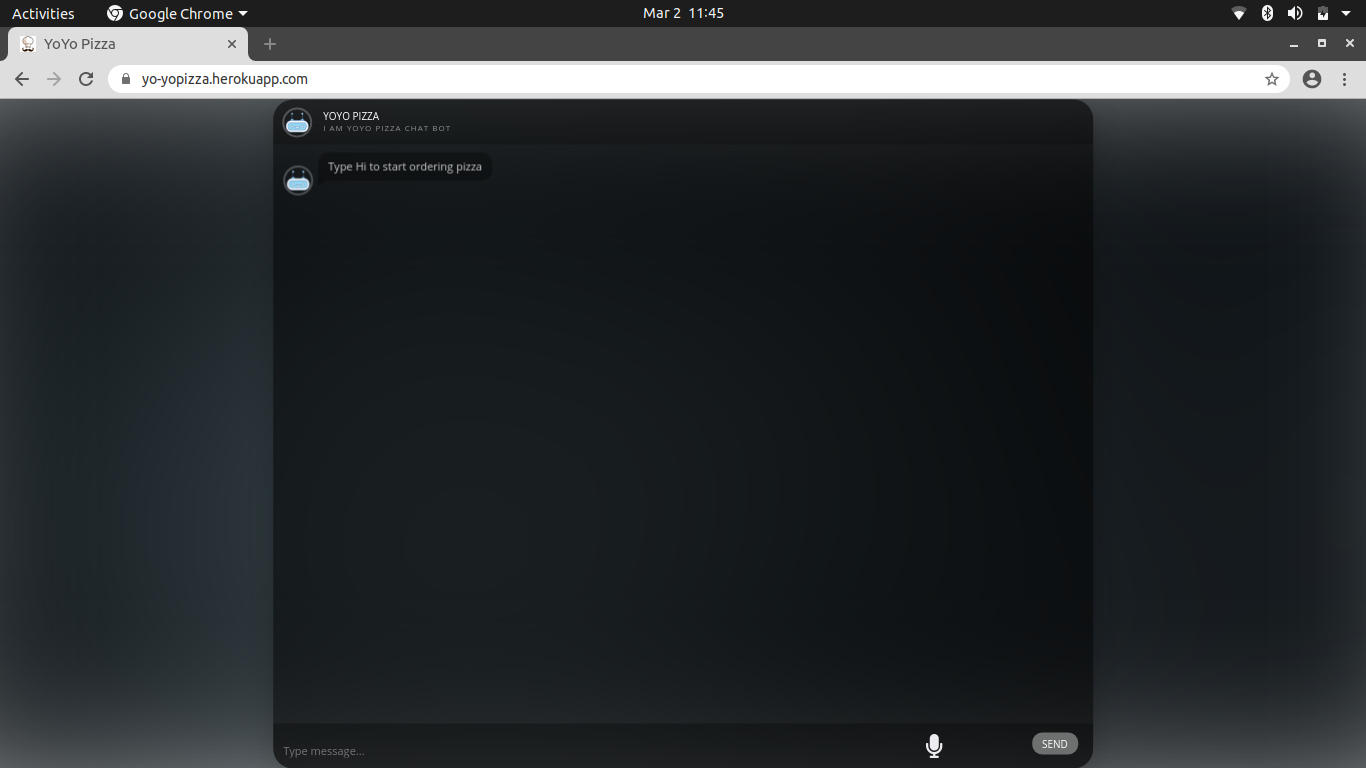 Activities
Google Chrome
Mar 2 11:45
YoYo Pizza
yo-yopizza.herokuapp.com
YOYO PIZZA
I AM YOYO PIZZA CHAT BOT
Type Hi to start ordering pizza
Type message...
SEND